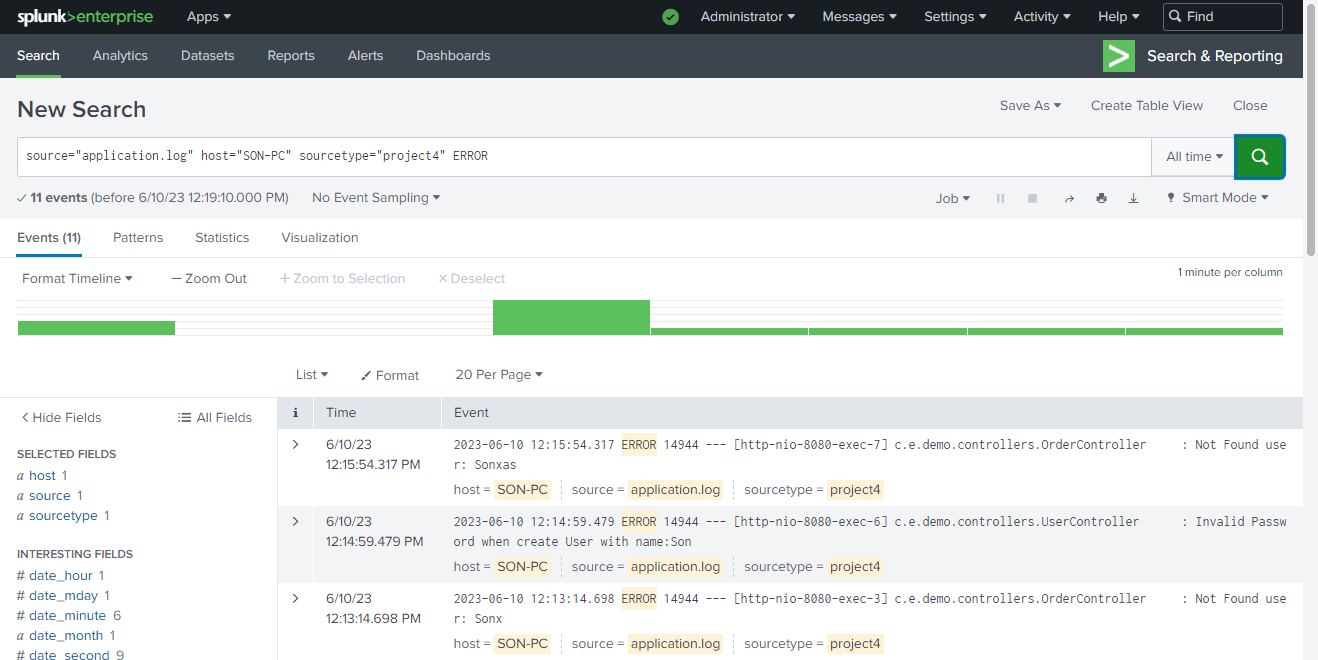 splunk>enterprise Apps Administrator Messages Settings Activity Help Find
Search Analytics Datasets Reports Alerts Dashboards Search & Reporting
New Search Save As Create Table View Close
source="application.log" host="SON-PC" sourcetype="project4" ERROR All time
11 events (before 6/10/23 12:19:10.000 PM) No Event Sampling Job Smart Mode
Events (11) Patterns Statistics Visualization
Format Timeline — Zoom Out + Zoom to Selection × Deselect 1 minute per column
List Format 20 Per Page
Hide Fields All Fields i Time Event
SELECTED FIELDS
a host 1
a source 1
a sourcetype 1
INTERESTING FIELDS
# date_hour 1
# date_mday 1
# date_minute 6
a date_month 1
# date_second 9
6/10/23
12:15:54.317 PM
2023-06-10 12:15:54.317 ERROR 14944 --- [http-nio-8080-exec-7] c.e.demo.controllers.OrderController : Not Found use
r: Sonxas
host = SON-PC source = application.log sourcetype = project4
6/10/23
12:14:59.479 PM
2023-06-10 12:14:59.479 ERROR 14944 --- [http-nio-8080-exec-6] c.e.demo.controllers.UserController : Invalid Passw
ord when create User with name:Son
host = SON-PC source = application.log sourcetype = project4
6/10/23
12:13:14.698 PM
2023-06-10 12:13:14.698 ERROR 14944 --- [http-nio-8080-exec-3] c.e.demo.controllers.OrderController : Not Found use
r: Sonx
host = SON-PC source = application.log sourcetype = project4